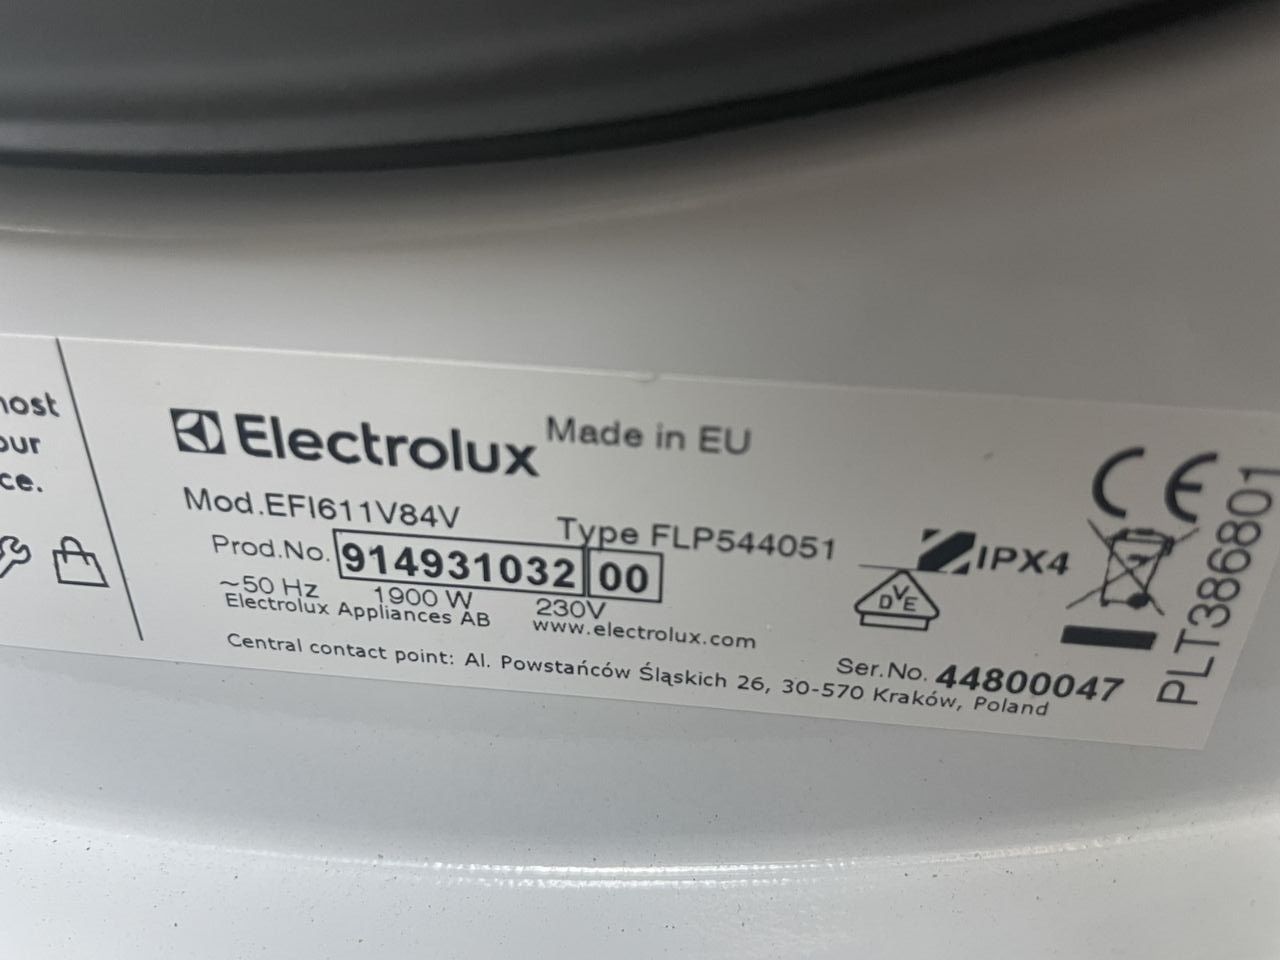 nost
our
ce.
Electrolux Made in EU
Mod.EFI611V84V
Type FLP544051
Prod.No. 914931032 00
~50 Hz 1900 W 230V
Electrolux Appliances AB www.electrolux.com
Central contact point: Al. Powstańców Śląskich 26, 30-570 Kraków, Poland
IPX4
DVE
CE
Ser.No. 44800047
PLT386801